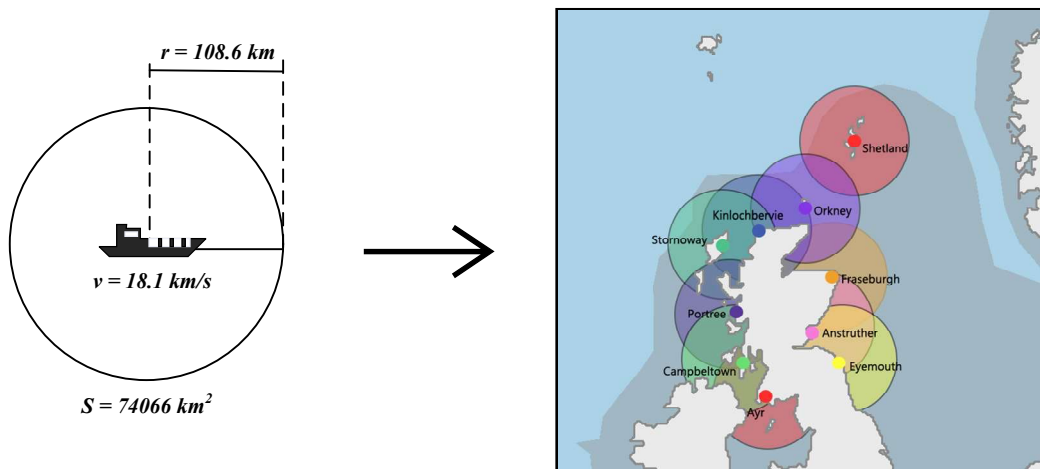 r = 108.6 km
v = 18.1 km/s
S = 74066 km²
Shetland
Orkney
Kinlochbervie
Stornoway
Fraseburgh
Portree
Anstruther
Campbeltown
Eyemouth
Ayr